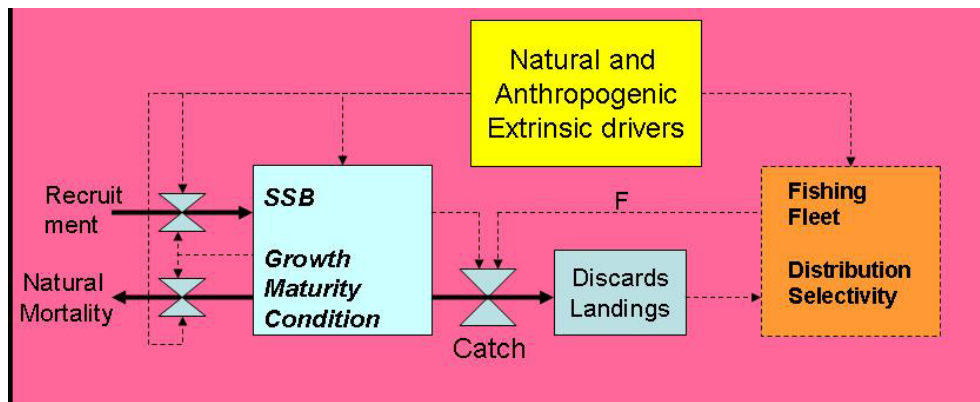 Natural and
Anthropogenic
Extrinsic drivers
Recruit
ment
SSB
Growth
Maturity
Condition
Natural
Mortality
F
Catch
Discards
Landings
Fishing
Fleet
Distribution
Selectivity